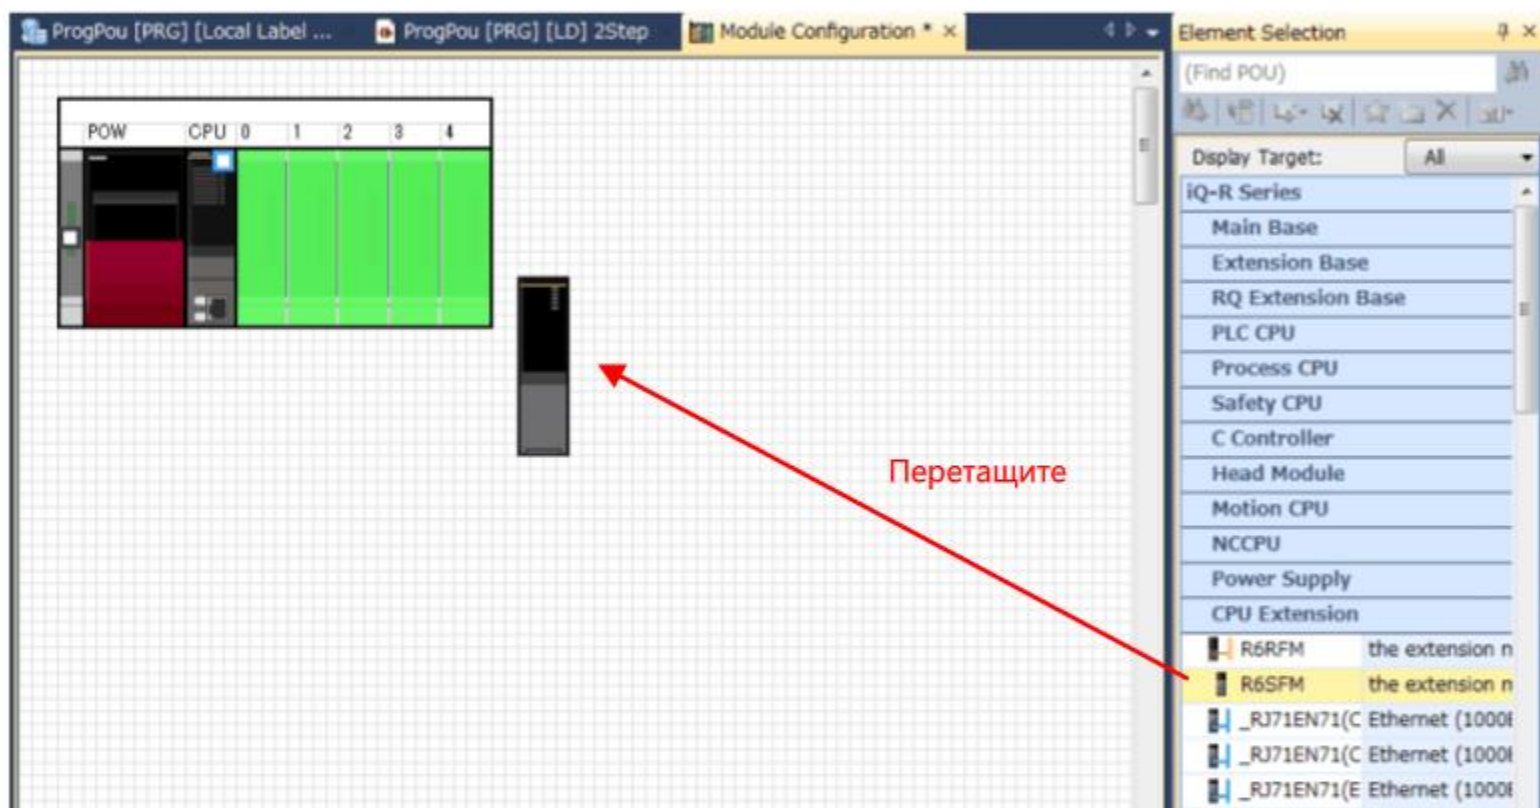 ProgPou [PRG] [Local Label ...
ProgPou [PRG] [LD] 2Step
Module Configuration *
Element Selection
(Find POU)
POW CPU 0 1 2 3 4
Display Target: All
iQ-R Series
Main Base
Extension Base
RQ Extension Base
PLC CPU
Process CPU
Safety CPU
C Controller
Head Module
Motion CPU
NCCPU
Power Supply
CPU Extension
R6RFM the extension n
R6SFM the extension n
_RJ71EN71(C Ethernet (1000
_RJ71EN71(C Ethernet (1000
_RJ71EN71(E Ethernet (1000
Перетащите